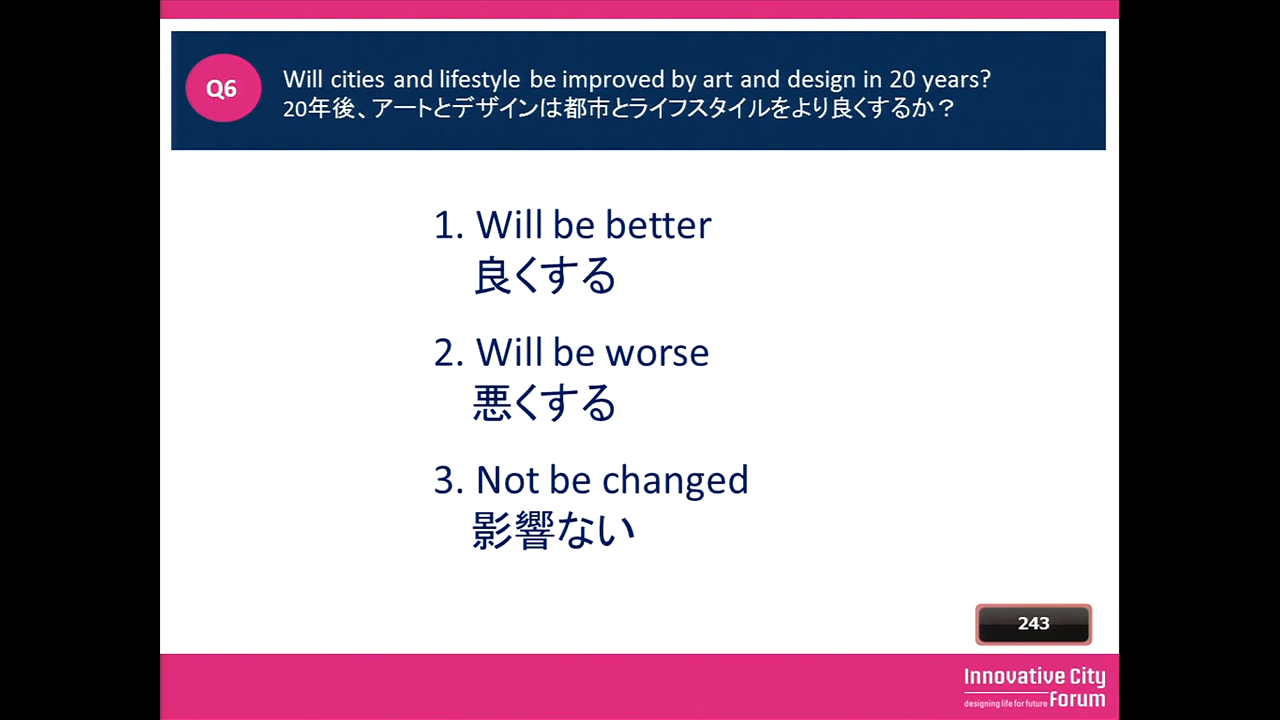 Q6
Will cities and lifestyle be improved by art and design in 20 years?
20年後、アートとデザインは都市とライフスタイルをより良くするか？
1. Will be better
良くする
2. Will be worse
悪くする
3. Not be changed
影響ない
243
Innovative City
designing life for future Forum